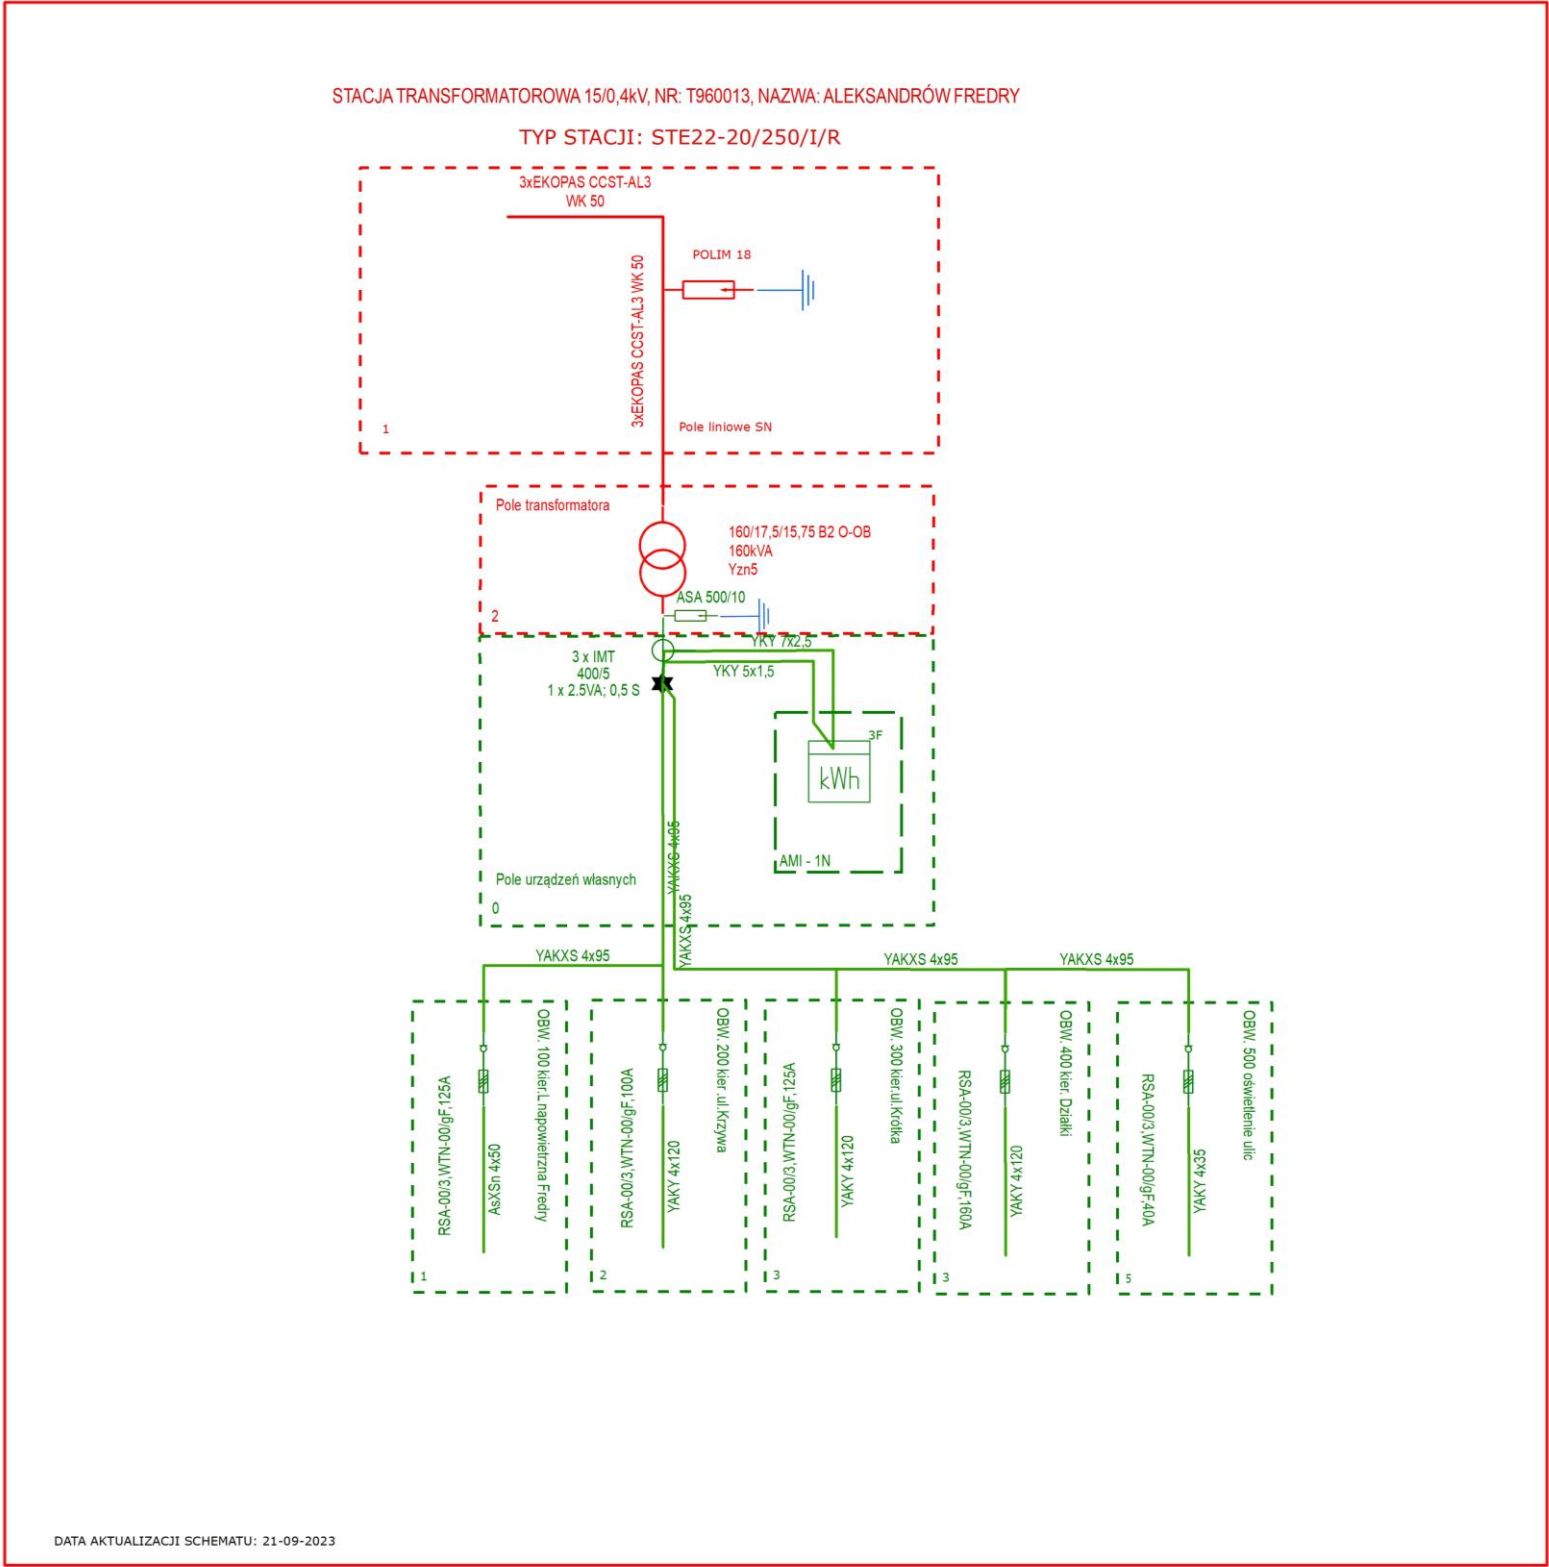 STACJA TRANSFORMATOROWA 15/0,4kV, NR: T960013, NAZWA: ALEKSANDRÓW FREDRY
TYP STACJI: STE22-20/250/I/R
3xEKOPAS CCST-AL3
WK 50
POLIM 18
3xEKOPAS CCST-AL3 WK 50
1
Pole liniowe SN
Pole transformatora
160/17,5/15,75 B2 O-OB
160kVA
Yzn5
ASA 500/10
2
YKY 7x2,5
3 x IMT
400/5
1 x 2.5VA; 0,5 S
YKY 5x1,5
3F
kWh
AMI - 1N
YAKXS 4x95
YAKXS 4x95
Pole urządzeń własnych
0
YAKXS 4x95
YAKXS 4x95
YAKXS 4x95
OBW. 100 kier.L.napowietrzna Fredry
RSA-00/3,WTN-00/gF,125A
AsXSn 4x50
1
OBW. 200 kier. ul.Krzywa
RSA-00/3,WTN-00/gF,100A
YAKY 4x120
2
OBW. 300 kier.ul.Krótka
RSA-00/3,WTN-00/gF,125A
YAKY 4x120
3
OBW. 400 kier. Działki
RSA-00/3,WTN-00/gF,160A
YAKY 4x120
3
OBW. 500 oświetlenie ulic
RSA-00/3,WTN-00/gF,40A
YAKY 4x35
5
DATA AKTUALIZACJI SCHEMATU: 21-09-2023